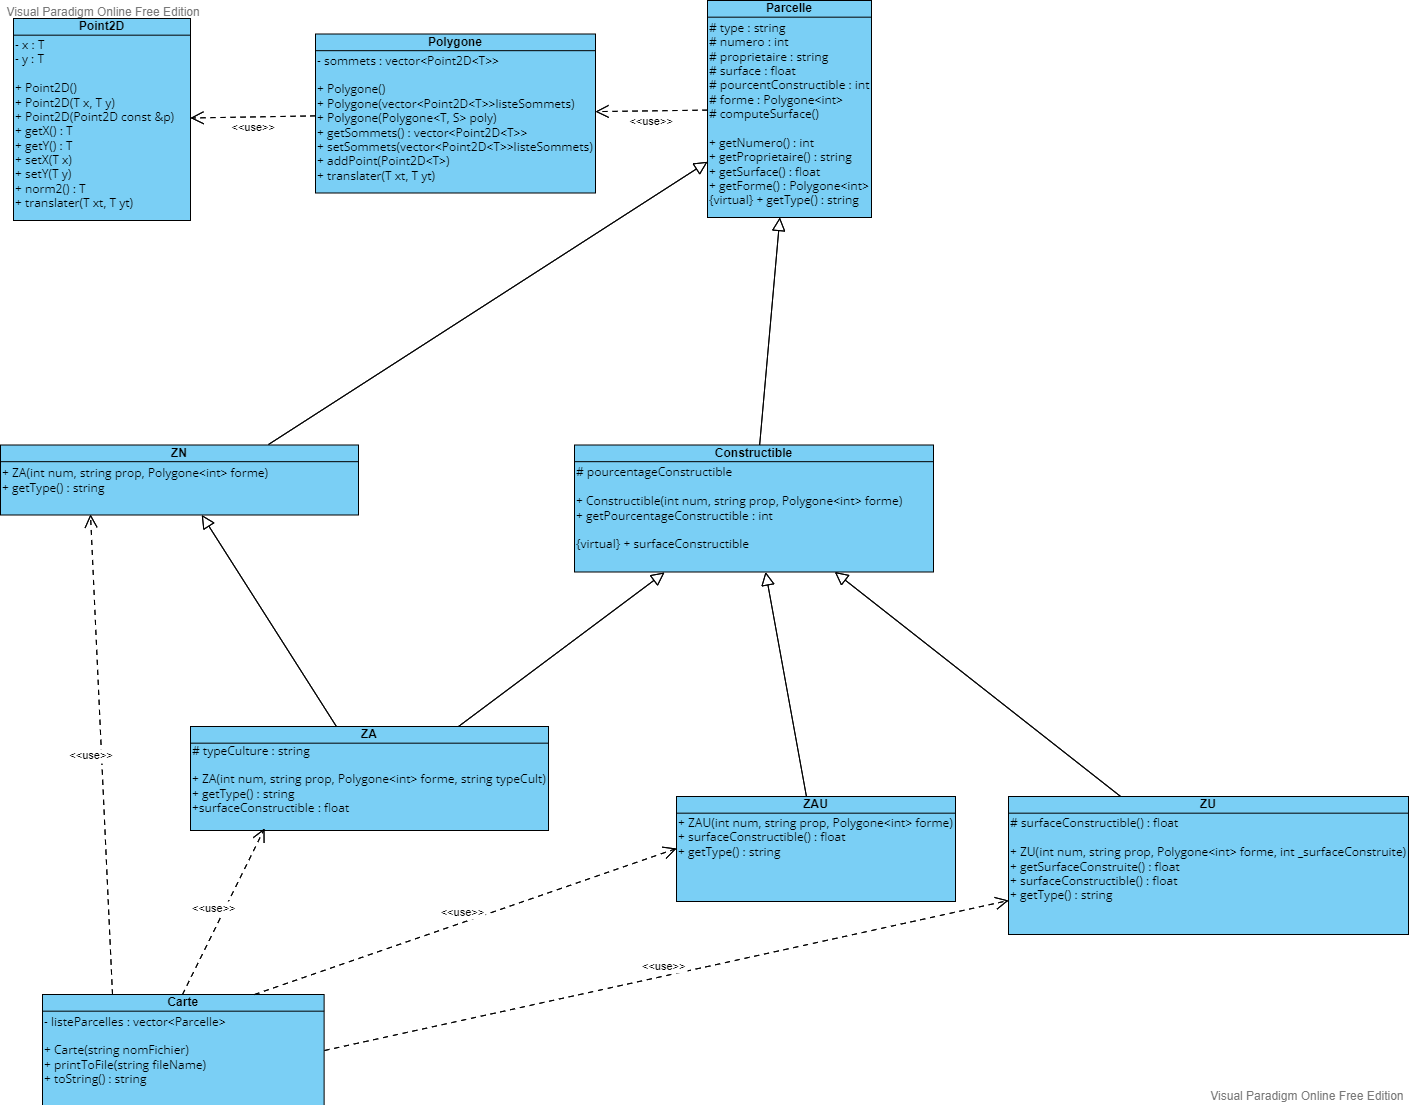 Visual Paradigm Online Free Edition
Point2D
- x : T
- y : T
+ Point2D()
+ Point2D(T x, T y)
+ Point2D(Point2D const &p)
+ getX() : T
+ getY() : T
+ setX(T x)
+ setY(T y)
+ norm2() : T
+ translater(T xt, T yt)
<<use>>
Polygone
- sommets : vector<Point2D<T>>
+ Polygone()
+ Polygone(vector<Point2D<T>>listeSommets)
+ Polygone(Polygone<T, S> poly)
+ getSommets() : vector<Point2D<T>>
+ setSommets(vector<Point2D<T>>listeSommets)
+ addPoint(Point2D<T>)
+ translater(T xt, T yt)
<<use>>
Parcelle
# type : string
# numero : int
# proprietaire : string
# surface : float
# pourcentConstructible : int
# forme : Polygone<int>
# computeSurface()
+ getNumero() : int
+ getProprietaire() : string
+ getSurface() : float
+ getForme() : Polygone<int>
{virtual} + getType() : string
ZN
+ ZA(int num, string prop, Polygone<int> forme)
+ getType() : string
Constructible
# pourcentageConstructible
+ Constructible(int num, string prop, Polygone<int> forme)
+ getPourcentageConstructible : int
{virtual} + surfaceConstructible
<<use>>
ZA
# typeCulture : string
+ ZA(int num, string prop, Polygone<int> forme, string typeCult)
+ getType() : string
+surfaceConstructible : float
ZAU
+ ZAU(int num, string prop, Polygone<int> forme)
+ surfaceConstructible() : float
+ getType() : string
ZU
# surfaceConstructible() : float
+ ZU(int num, string prop, Polygone<int> forme, int _surfaceConstruite)
+ getSurfaceConstruite() : float
+ surfaceConstructible() : float
+ getType() : string
<<use>>
<<use>>
<<use>>
Carte
- listeParcelles : vector<Parcelle>
+ Carte(string nomFichier)
+ printToFile(string fileName)
+ toString() : string
Visual Paradigm Online Free Edition